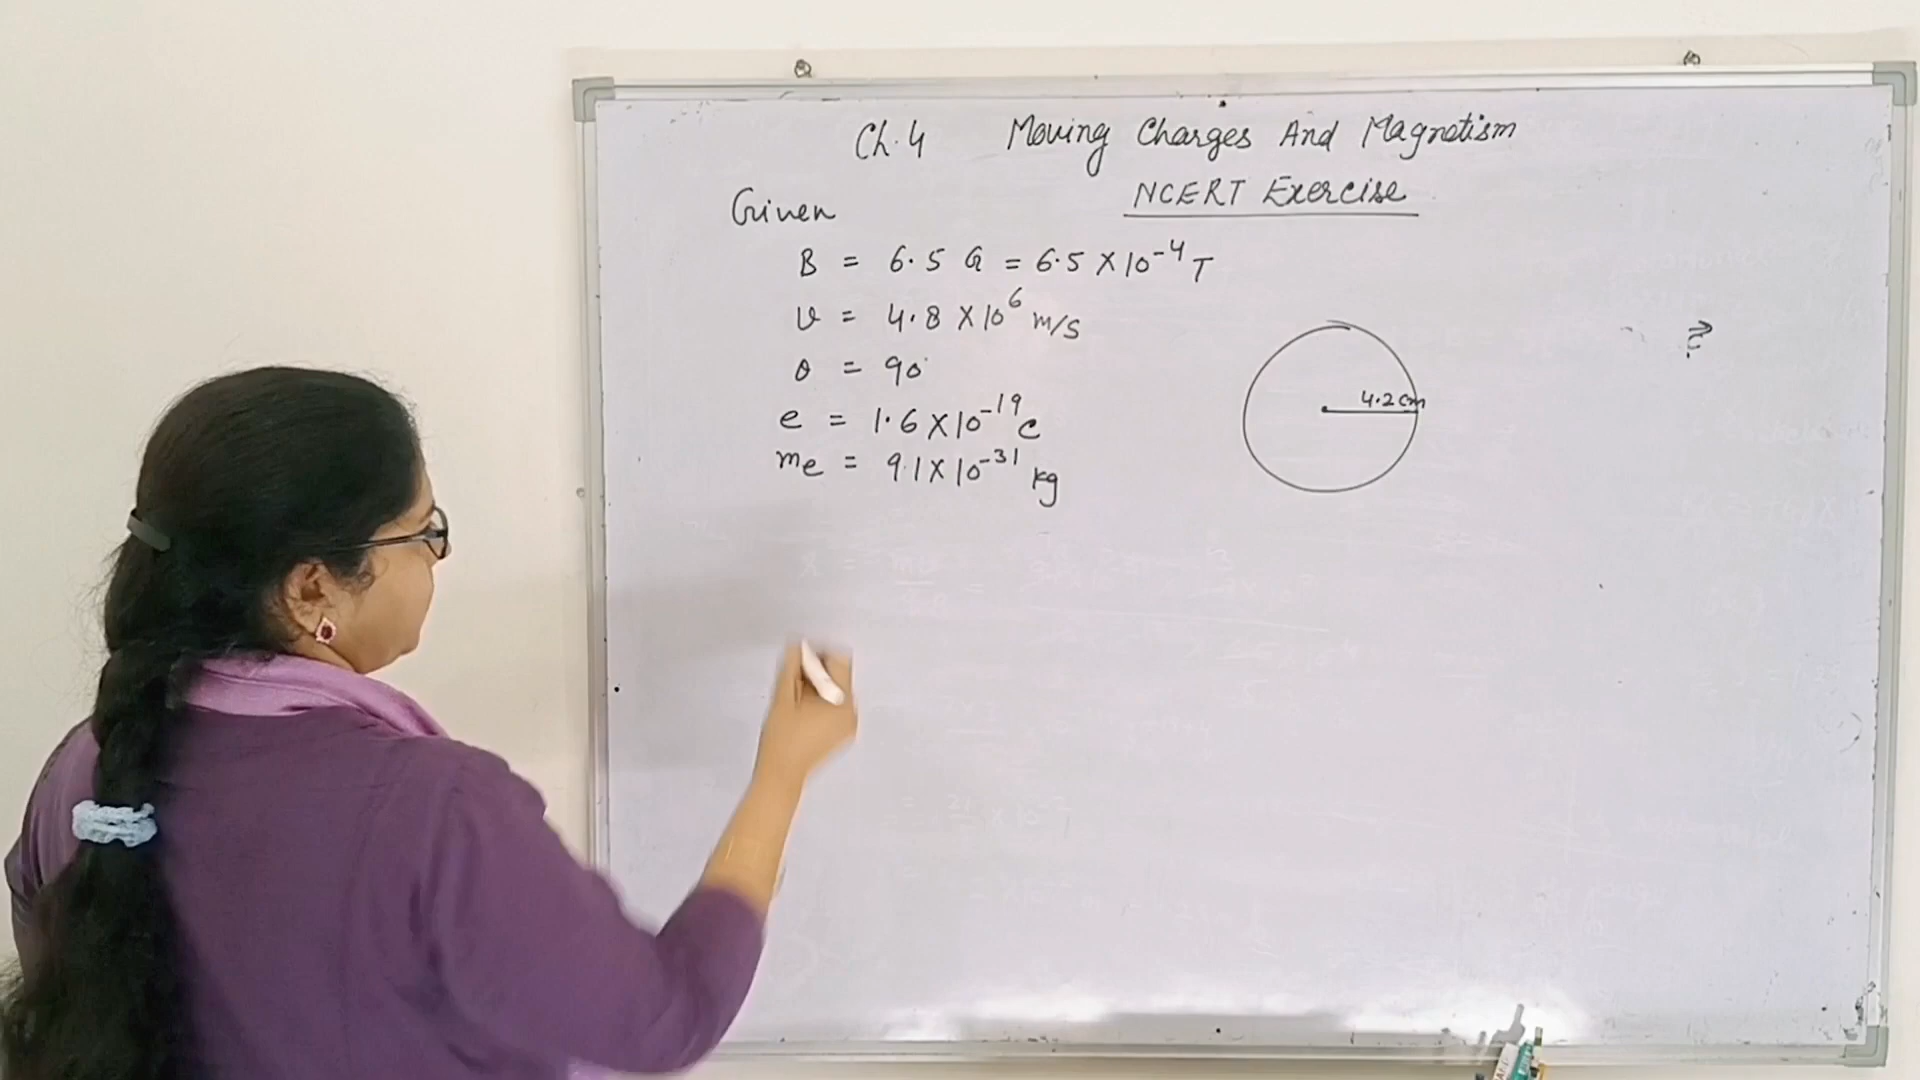 Ch. 4 Moving Charges And Magnetism
NCERT Exercise
Given
B = 6.5 G = 6.5 X 10⁻⁴ T
v = 4.8 X 10⁶ m/s
θ = 90°
e = 1.6 X 10⁻¹⁹ C
me = 9.1 X 10⁻³¹ kg
4.2 cm